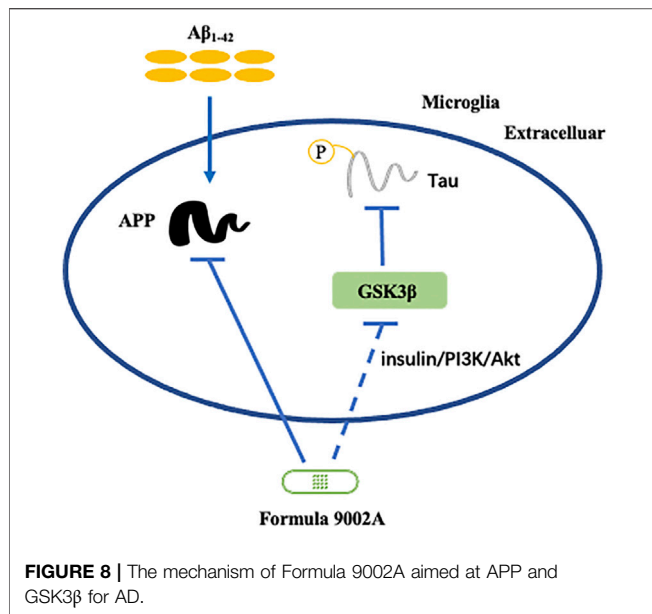 Aβ1-42
Microglia
Extracelluar
P
Tau
APP
GSK3β
insulin/PI3K/Akt
Formula 9002A
FIGURE 8 | The mechanism of Formula 9002A aimed at APP and
GSK3β for AD.